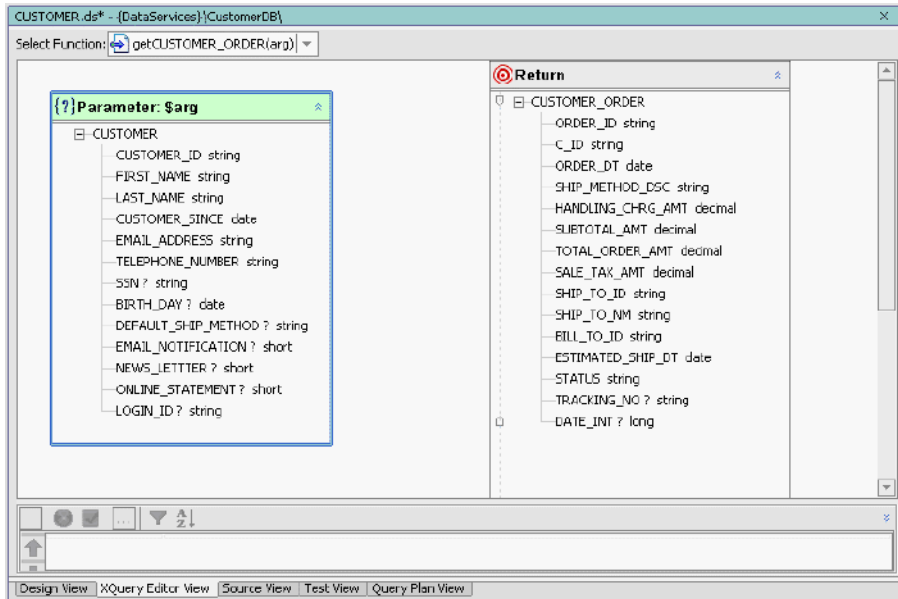 CUSTOMER.ds* - {DataServices}\CustomerDB\
Select Function: getCUSTOMER_ORDER(arg)
{?}Parameter: $arg
CUSTOMER
CUSTOMER_ID string
FIRST_NAME string
LAST_NAME string
CUSTOMER_SINCE date
EMAIL_ADDRESS string
TELEPHONE_NUMBER string
SSN ? string
BIRTH_DAY ? date
DEFAULT_SHIP_METHOD ? string
EMAIL_NOTIFICATION ? short
NEWS_LETTTER ? short
ONLINE_STATEMENT ? short
LOGIN_ID ? string
Return
CUSTOMER_ORDER
ORDER_ID string
C_ID string
ORDER_DT date
SHIP_METHOD_DSC string
HANDLING_CHRG_AMT decimal
SUBTOTAL_AMT decimal
TOTAL_ORDER_AMT decimal
SALE_TAX_AMT decimal
SHIP_TO_ID string
SHIP_TO_NM string
BILL_TO_ID string
ESTIMATED_SHIP_DT date
STATUS string
TRACKING_NO ? string
DATE_INT ? long
Design View XQuery Editor View Source View Test View Query Plan View